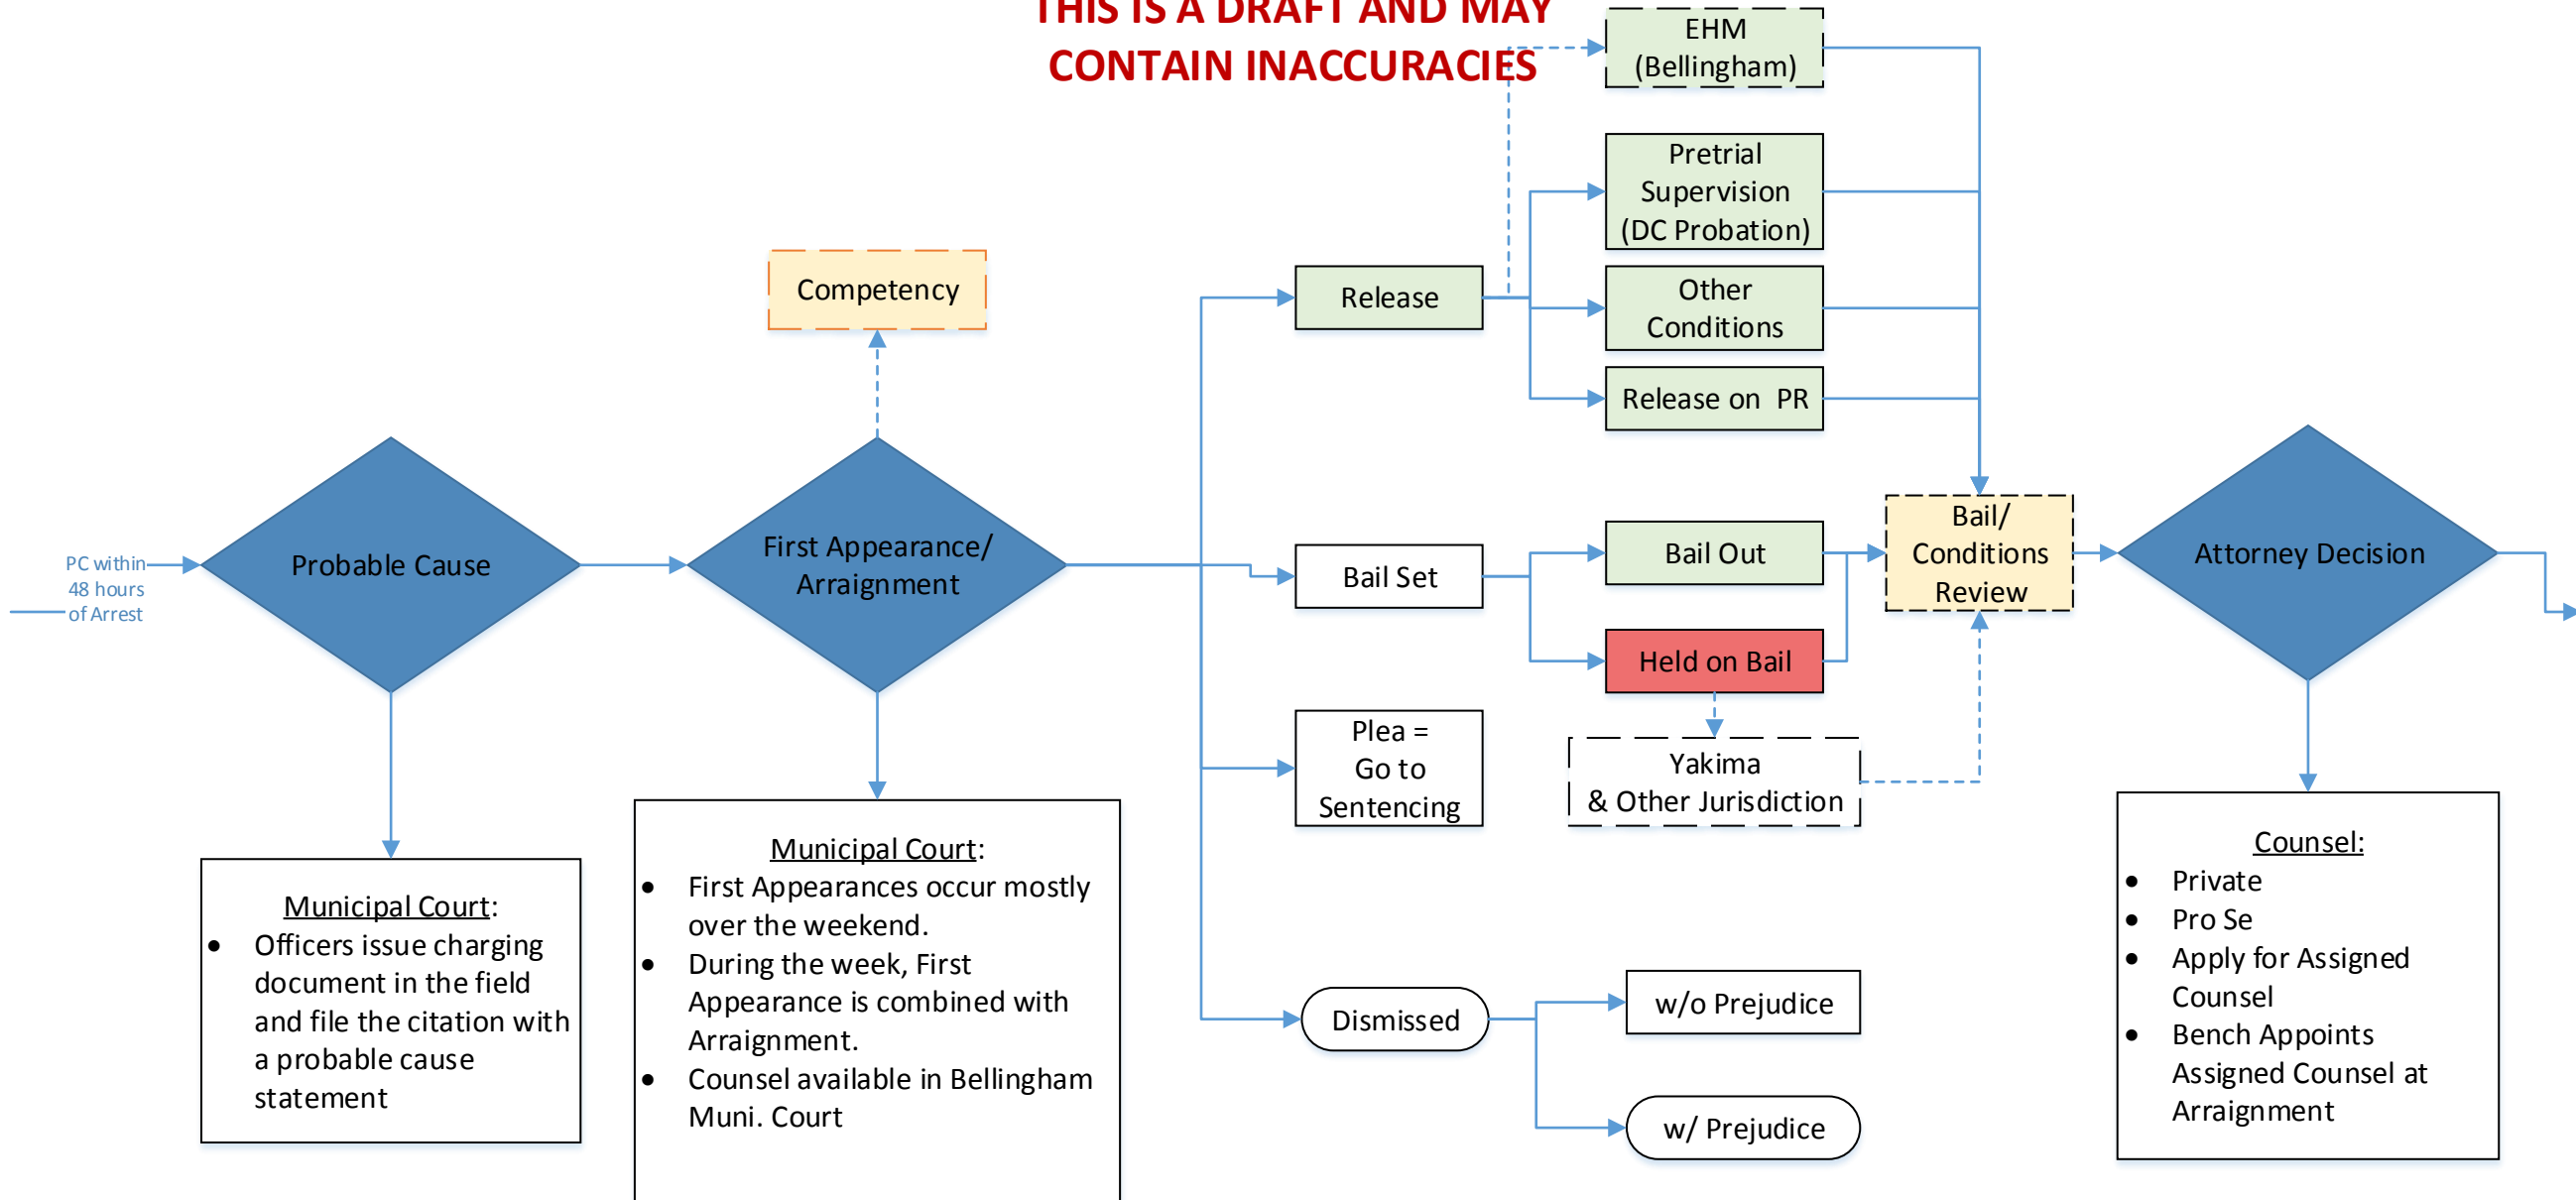 THIS IS A DRAFT AND MAY
CONTAIN INACCURACIES
PC within
48 hours
of Arrest
Probable Cause
Municipal Court:
• Officers issue charging
document in the field
and file the citation with
a probable cause
statement
Competency
First Appearance/
Arraignment
Municipal Court:
• First Appearances occur mostly
over the weekend.
• During the week, First
Appearance is combined with
Arraignment.
• Counsel available in Bellingham
Muni. Court
Release
EHM
(Bellingham)
Pretrial
Supervision
(DC Probation)
Other
Conditions
Release on PR
Bail Set
Bail Out
Held on Bail
Yakima
& Other Jurisdiction
Plea =
Go to
Sentencing
Dismissed
w/o Prejudice
w/ Prejudice
Bail/
Conditions
Review
Attorney Decision
Counsel:
• Private
• Pro Se
• Apply for Assigned
Counsel
• Bench Appoints
Assigned Counsel at
Arraignment